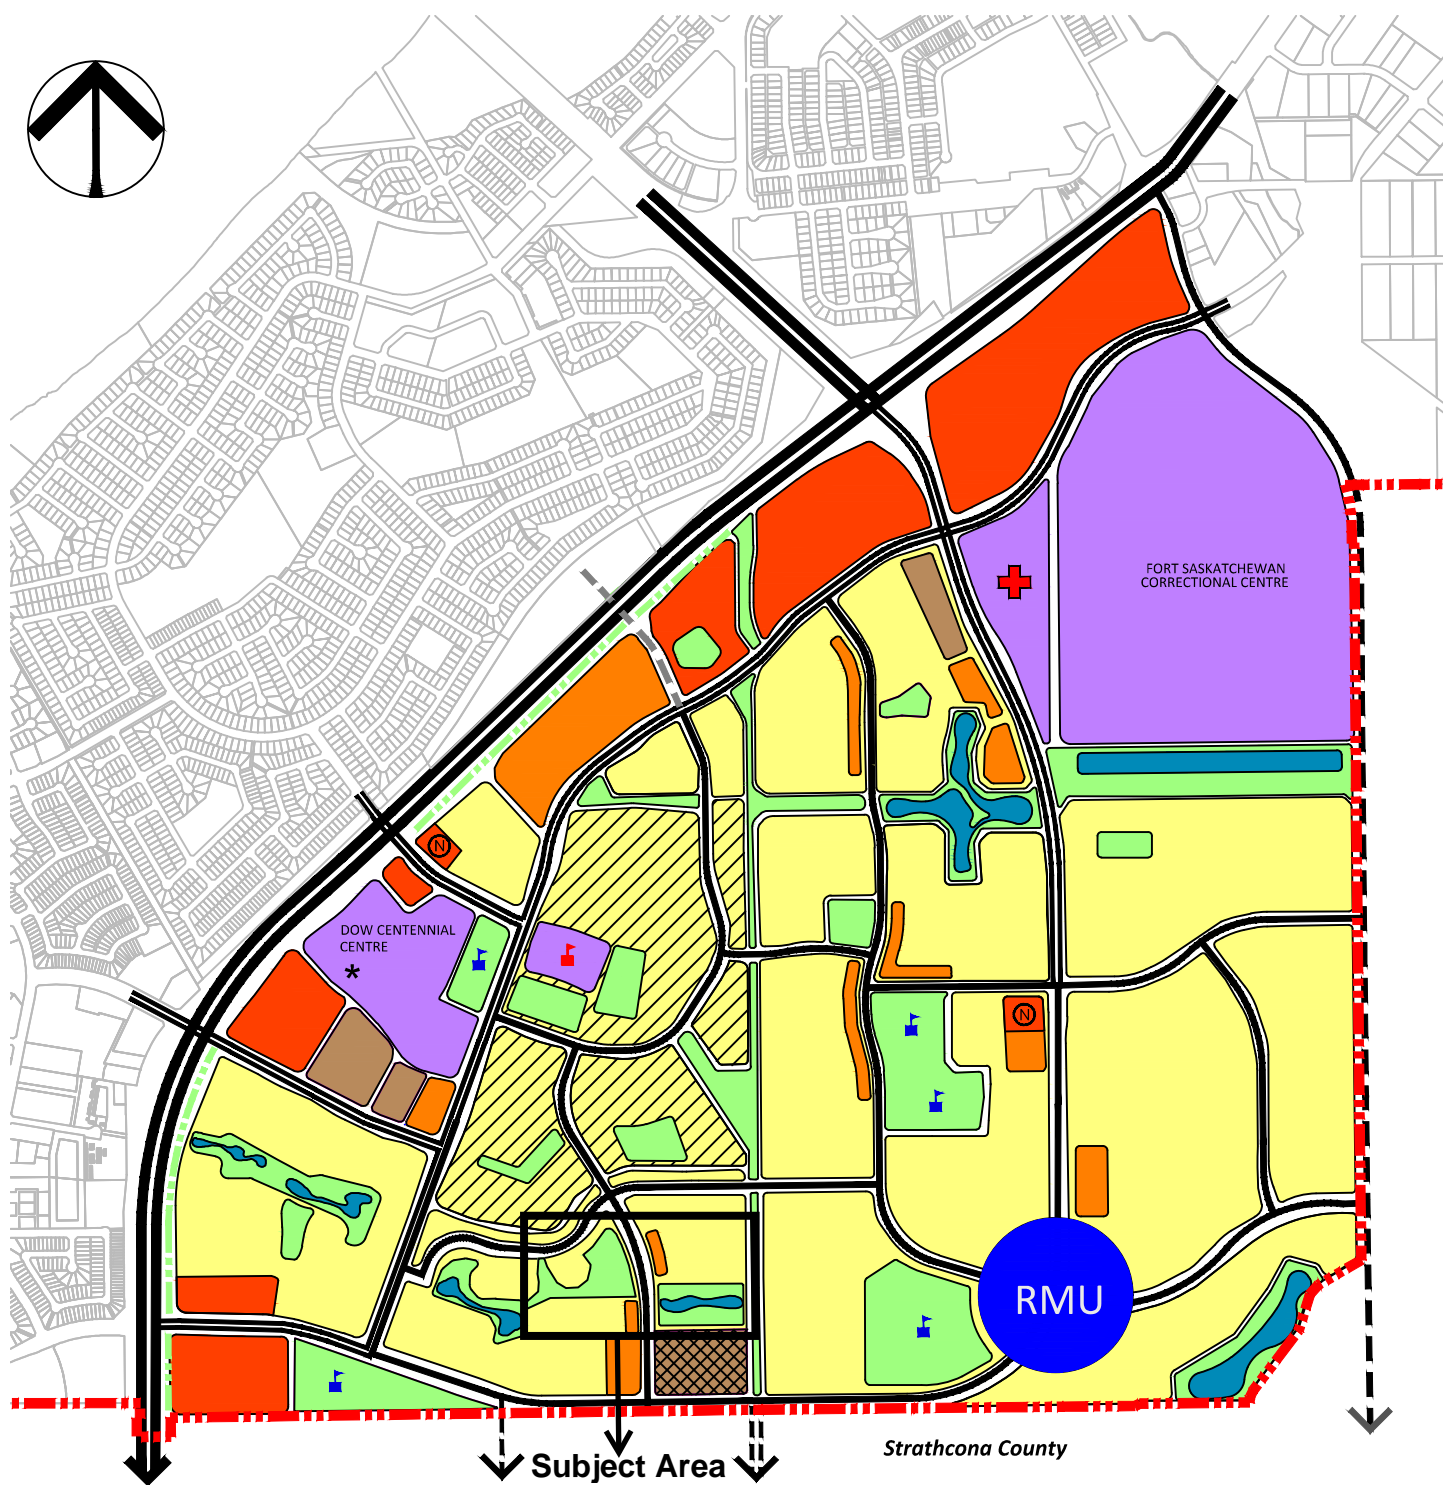 FORT SASKATCHEWAN
CORRECTIONAL CENTRE
N
DOW CENTENNIAL
CENTRE
*
N
RMU
Strathcona County
Subject Area